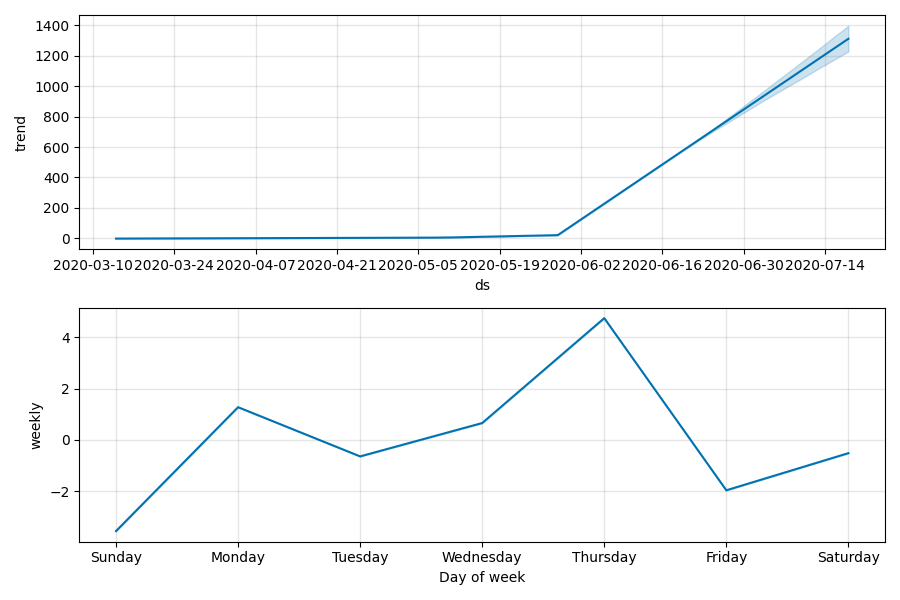 1400
1200
1000
800
600
400
200
0
trend
2020-03-10 2020-03-24 2020-04-07 2020-04-21 2020-05-05 2020-05-19 2020-06-02 2020-06-16 2020-06-30 2020-07-14
ds
4
2
0
−2
weekly
Sunday Monday Tuesday Wednesday Thursday Friday Saturday
Day of week